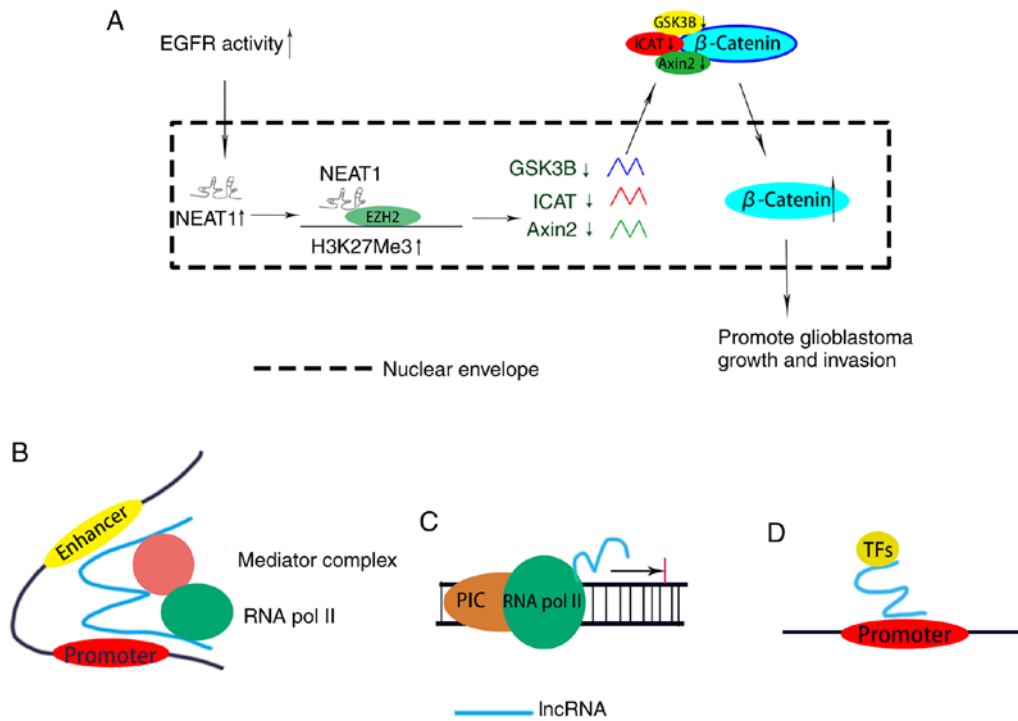 A
EGFR activity↑
GSK3B↓
ICAT↓
β-Catenin
Axin2↓
NEAT1↑
NEAT1
EZH2
H3K27Me3↑
GSK3B↓
ICAT↓
Axin2↓
β-Catenin↑
Promote glioblastoma
growth and invasion
Nuclear envelope
B
Enhancer
Mediator complex
RNA pol II
Promoter
C
PIC
RNA pol II
D
TFs
Promoter
lncRNA